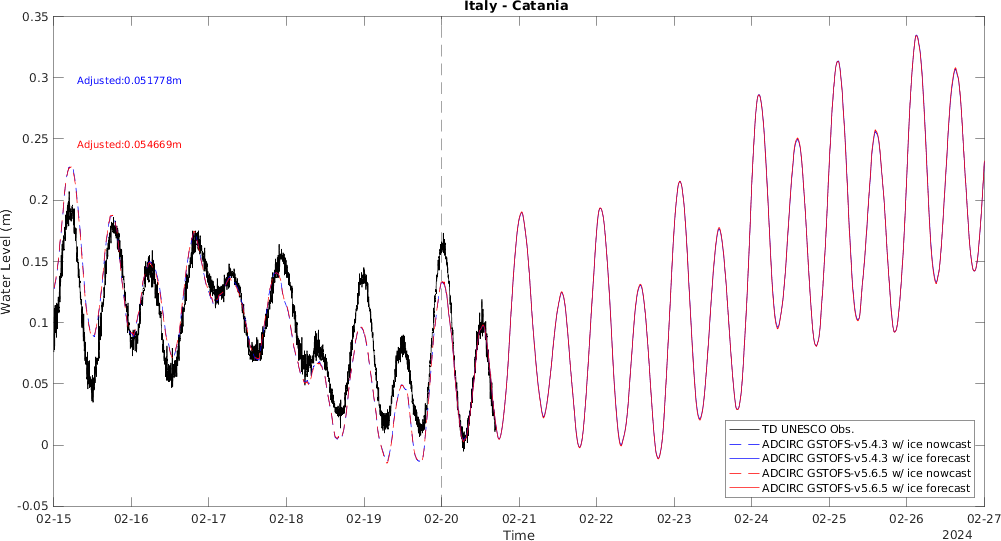 Italy - Catania
0.35
0.3
0.25
0.2
0.15
0.1
0.05
0
-0.05
Water Level (m)
Adjusted:0.051778m
Adjusted:0.054669m
TD UNESCO Obs.
ADCIRC GSTOFS-v5.4.3 w/ ice nowcast
ADCIRC GSTOFS-v5.4.3 w/ ice forecast
ADCIRC GSTOFS-v5.6.5 w/ ice nowcast
ADCIRC GSTOFS-v5.6.5 w/ ice forecast
02-15 02-16 02-17 02-18 02-19 02-20 02-21 02-22 02-23 02-24 02-25 02-26 02-27
Time
2024